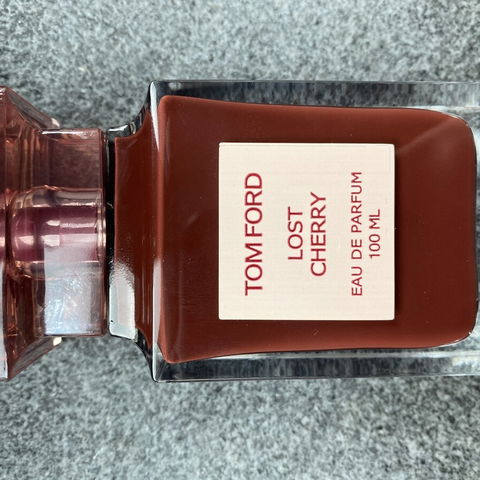 TOM FORD
LOST
CHERRY
EAU DE PARFUM
100 ML